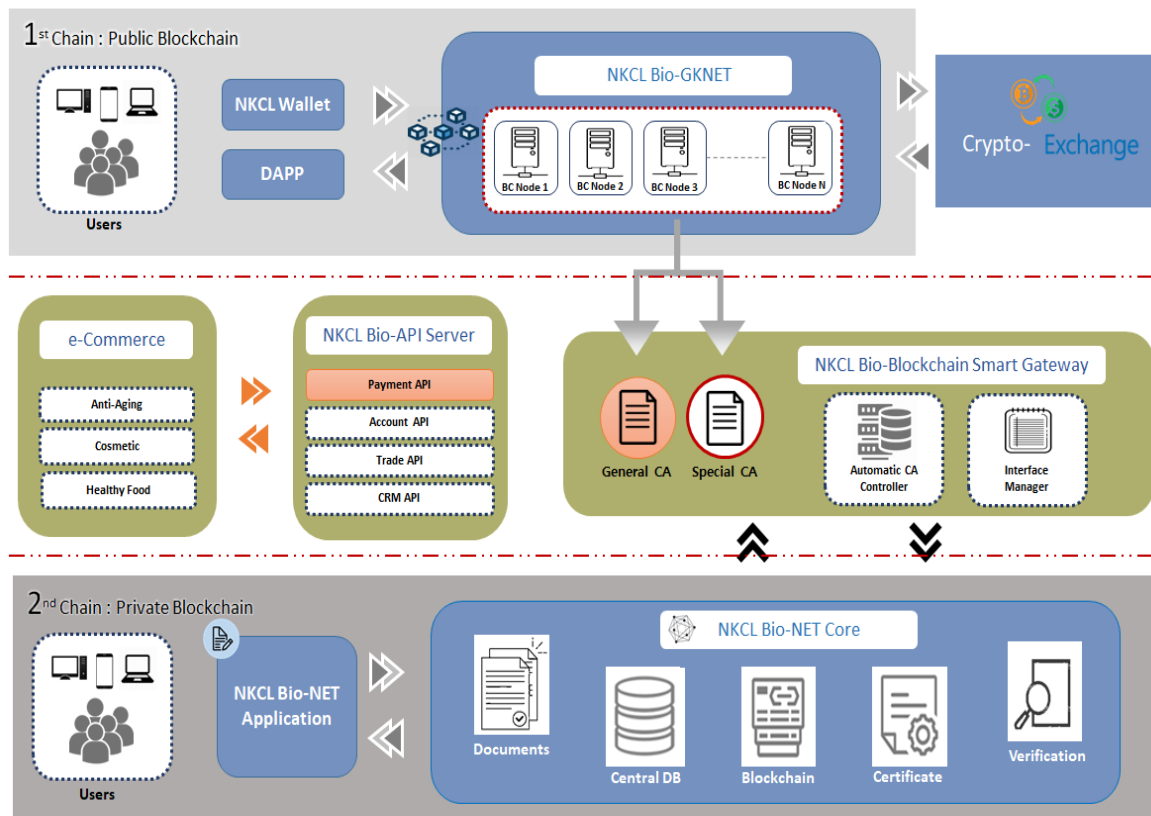 1st Chain : Public Blockchain
Users
NKCL Wallet
DAPP
NKCL Bio-GKNET
BC Node 1
BC Node 2
BC Node 3
BC Node N
Crypto- Exchange
e-Commerce
Anti-Aging
Cosmetic
Healthy Food
NKCL Bio-API Server
Payment API
Account API
Trade API
CRM API
General CA
Special CA
NKCL Bio-Blockchain Smart Gateway
Automatic CA
Controller
Interface
Manager
2nd Chain : Private Blockchain
Users
NKCL Bio-NET
Application
NKCL Bio-NET Core
Documents
Central DB
Blockchain
Certificate
Verification